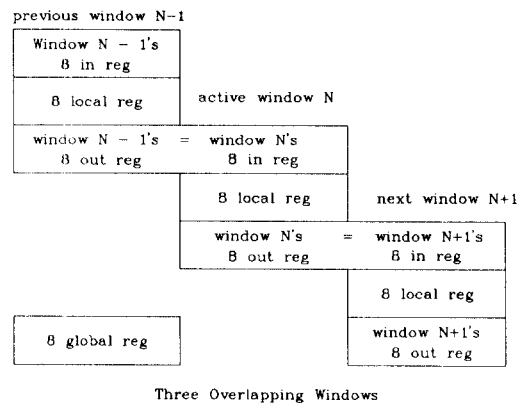 previous window N-1
Window N - 1's
8 in reg
8 local reg
active window N
window N - 1's = window N's
8 out reg 8 in reg
8 local reg
next window N+1
window N's = window N+1's
8 out reg 8 in reg
8 local reg
8 global reg
window N+1's
8 out reg
Three Overlapping Windows